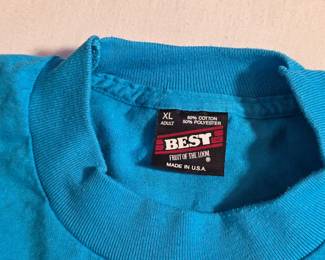 XL
ADULT
50% COTTON
50% POLYESTER
BEST
FRUIT OF THE LOOM
®
MADE IN U.S.A.